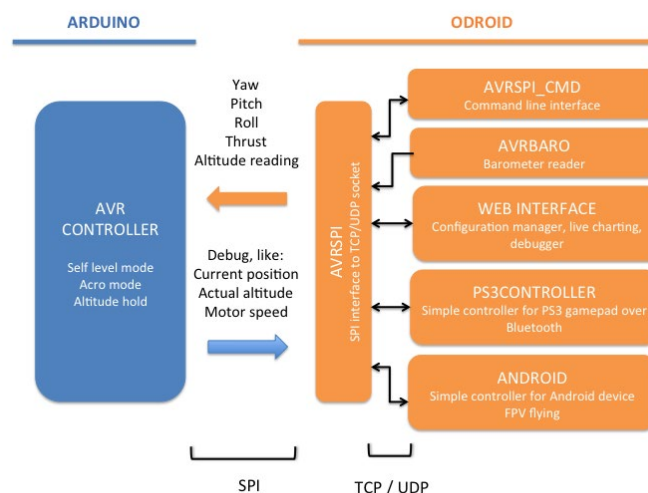 ARDUINO
ODROID
Yaw
Pitch
Roll
Thrust
Altitude reading
AVR
CONTROLLER
Self level mode
Acro mode
Altitude hold
Debug, like:
Current position
Actual altitude
Motor speed
AVRSPI
SPI interface to TCP/UDP socket
AVRSPI_CMD
Command line interface
AVRBARO
Barometer reader
WEB INTERFACE
Configuration manager, live charting,
debugger
PS3CONTROLLER
Simple controller for PS3 gamepad over
Bluetooth
ANDROID
Simple controller for Android device
FPV flying
SPI
TCP / UDP